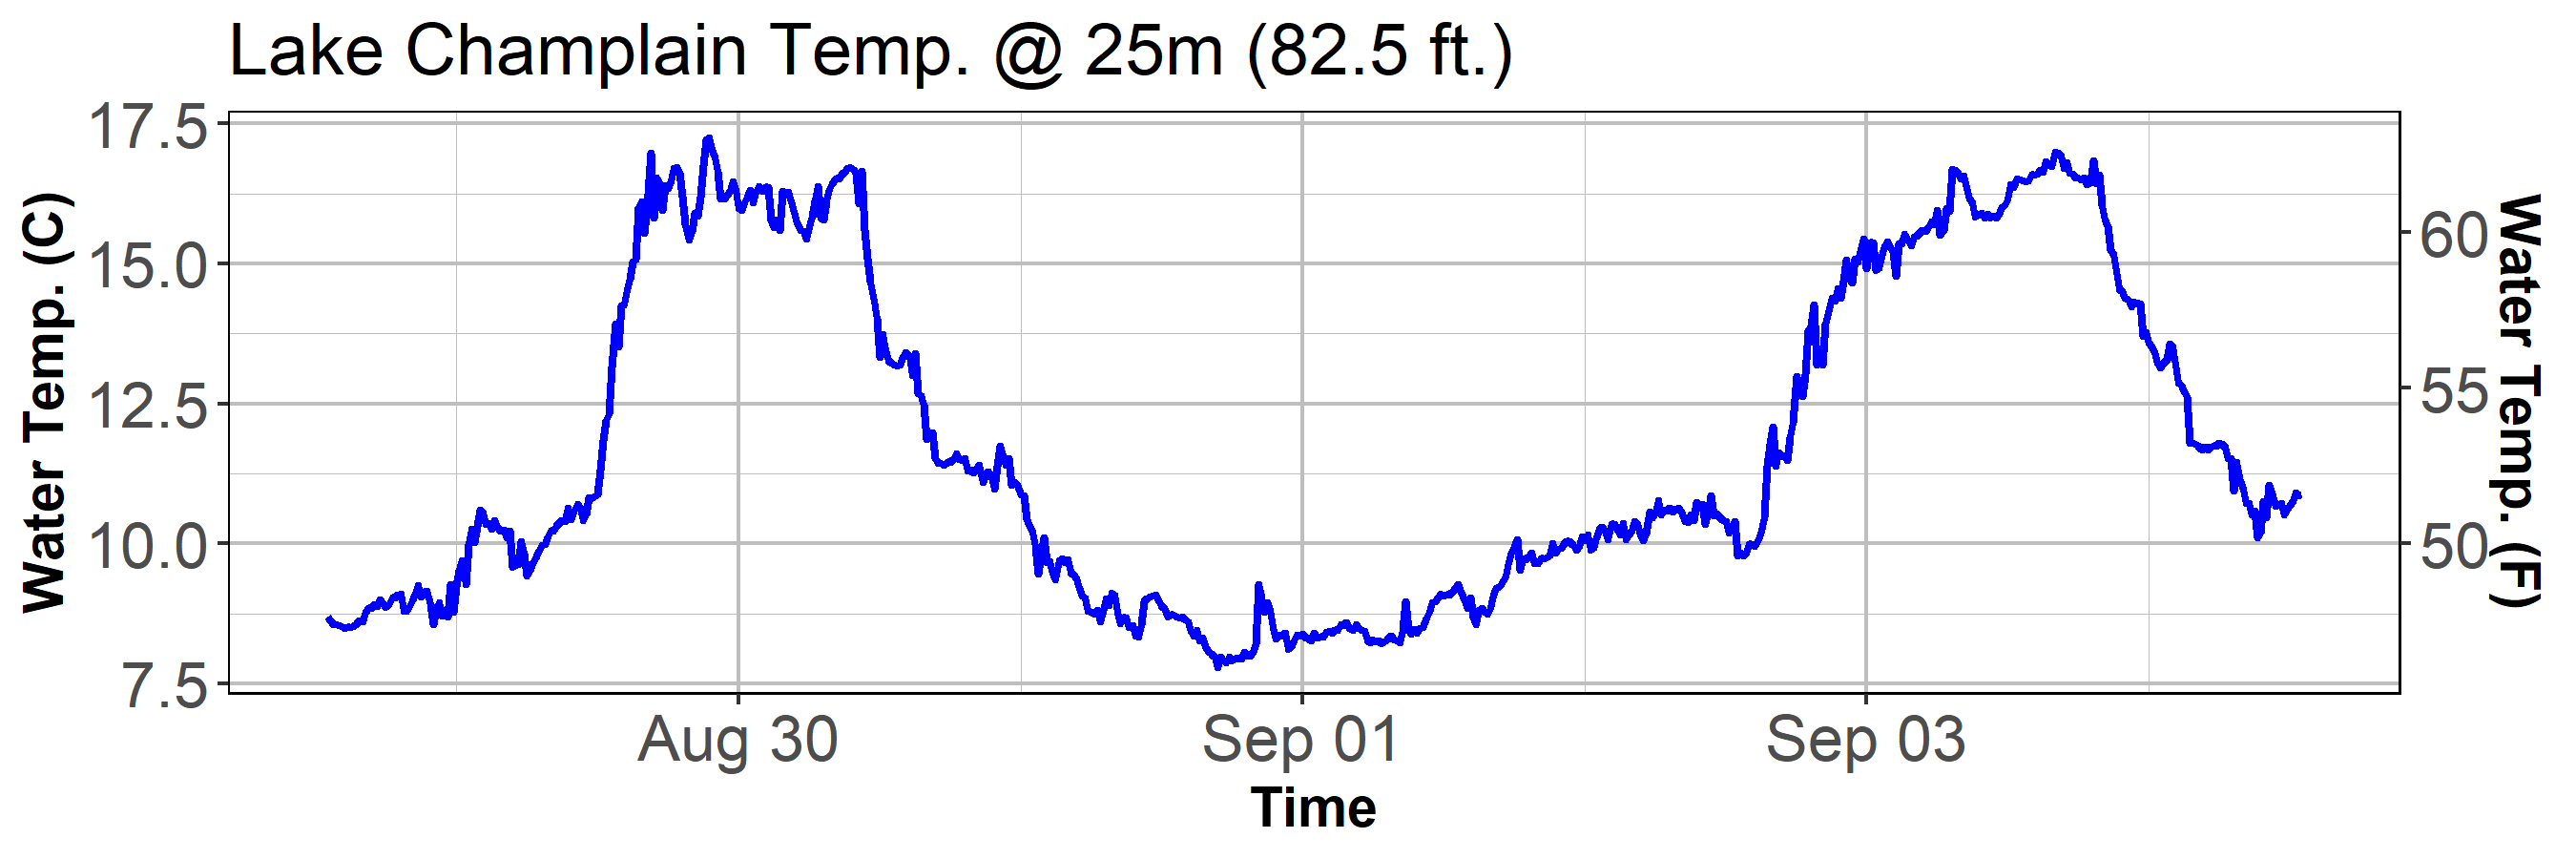 Lake Champlain Temp. @ 25m (82.5 ft.)
Water Temp. (C)
17.5
15.0
12.5
10.0
7.5
60
55
50
Water Temp. (F)
Aug 30
Sep 01
Sep 03
Time